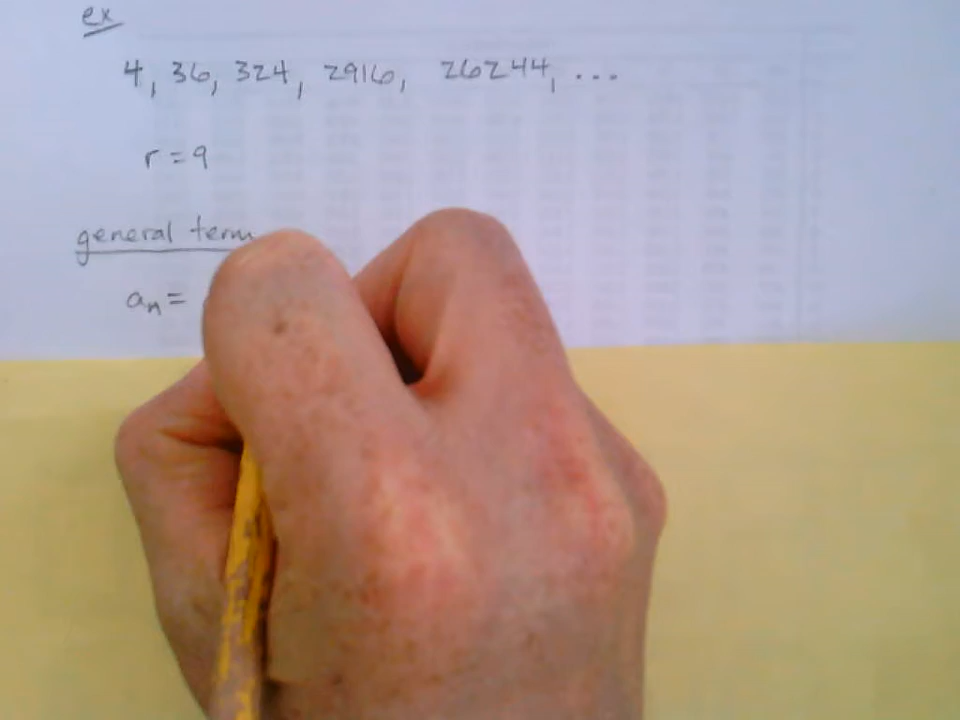 ex
4, 36, 324, 2916, 26244, ...
r = 9
general term
aₙ =